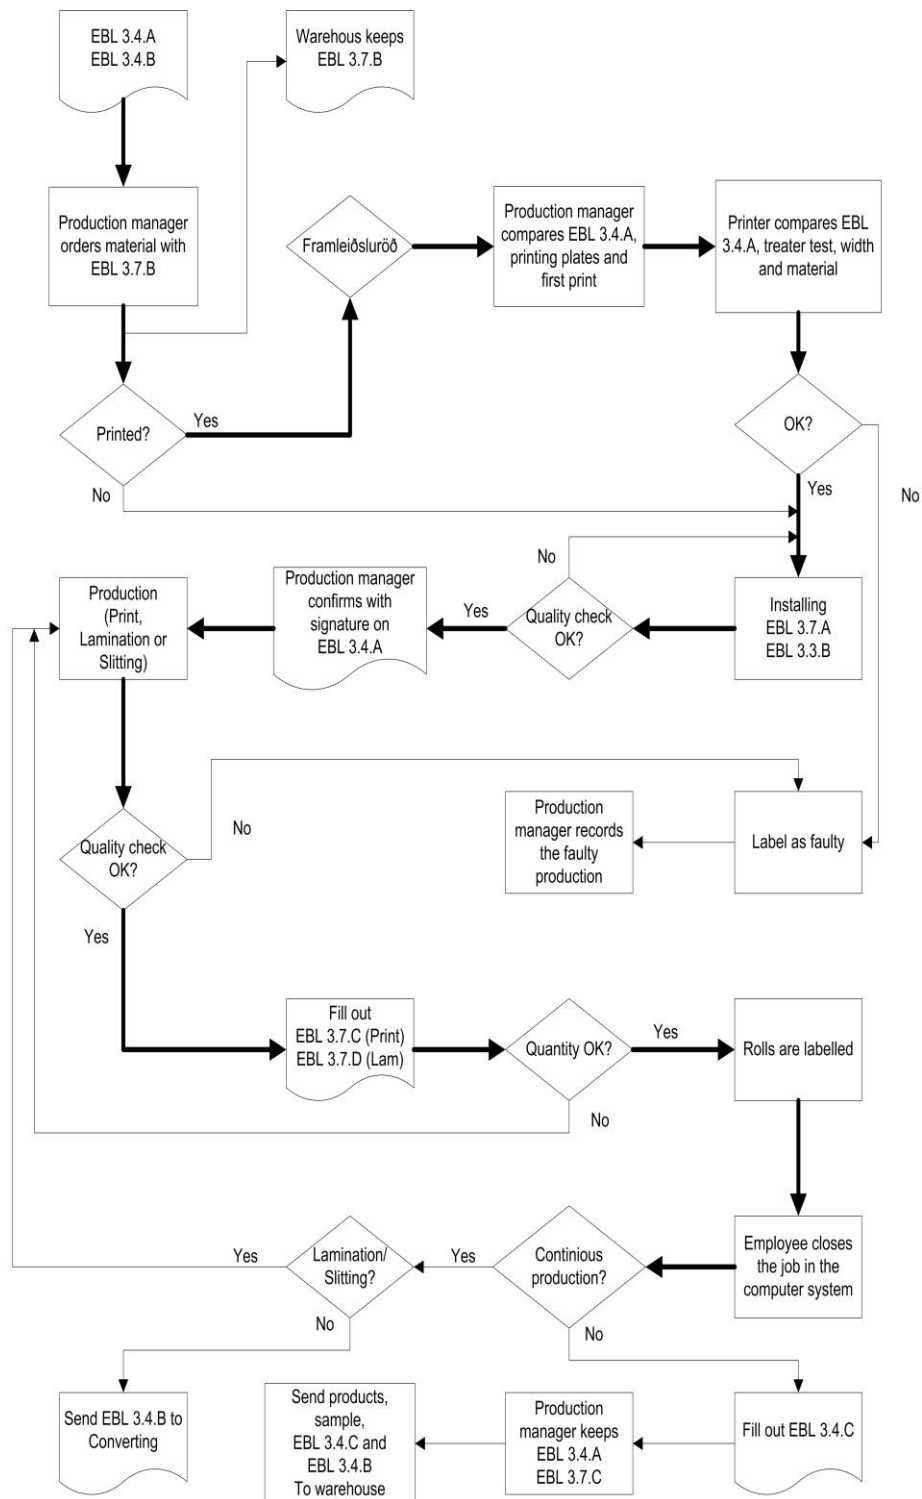 EBL 3.4.A
EBL 3.4.B
Warehous keeps
EBL 3.7.B
Production manager
orders material with
EBL 3.7.B
Framleiðsluröð
Production manager
compares EBL 3.4.A,
printing plates and
first print
Printer compares EBL
3.4.A, treater test, width
and material
Printed?
Yes
No
OK?
Yes
No
No
Production
(Print,
Lamination or
Slitting)
Production manager
confirms with
signature on
EBL 3.4.A
Yes
Quality check
OK?
Installing
EBL 3.7.A
EBL 3.3.B
Quality check
OK?
No
Yes
Production
manager records
the faulty
production
Label as faulty
Fill out
EBL 3.7.C (Print)
EBL 3.7.D (Lam)
Quantity OK?
Yes
No
Rolls are labelled
Yes
Lamination/
Slitting?
No
Yes
Continious
production?
No
Employee closes
the job in the
computer system
Send EBL 3.4.B to
Converting
Send products,
sample,
EBL 3.4.C and
EBL 3.4.B
To warehouse
Production
manager keeps
EBL 3.4.A
EBL 3.7.C
Fill out EBL 3.4.C